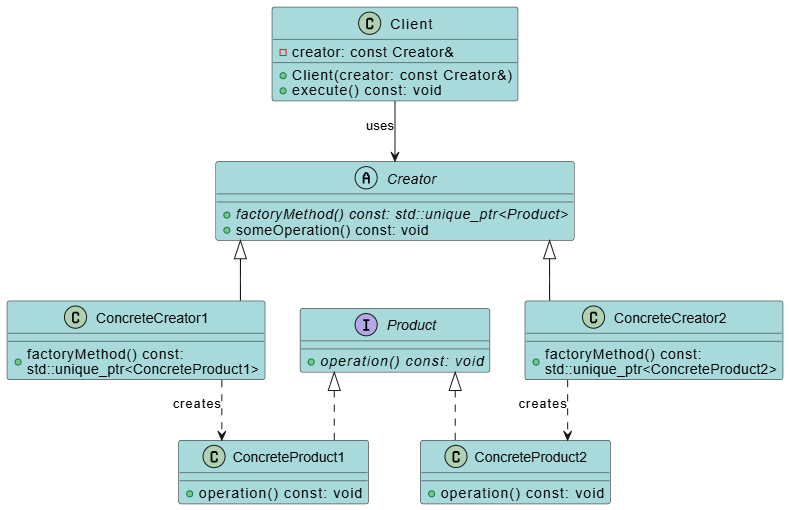 C Client
creator: const Creator&
Client(creator: const Creator&)
execute() const: void
uses
A Creator
factoryMethod() const: std::unique_ptr<Product>
someOperation() const: void
C ConcreteCreator1
factoryMethod() const:
std::unique_ptr<ConcreteProduct1>
I Product
operation() const: void
C ConcreteCreator2
factoryMethod() const:
std::unique_ptr<ConcreteProduct2>
creates
creates
C ConcreteProduct1
operation() const: void
C ConcreteProduct2
operation() const: void